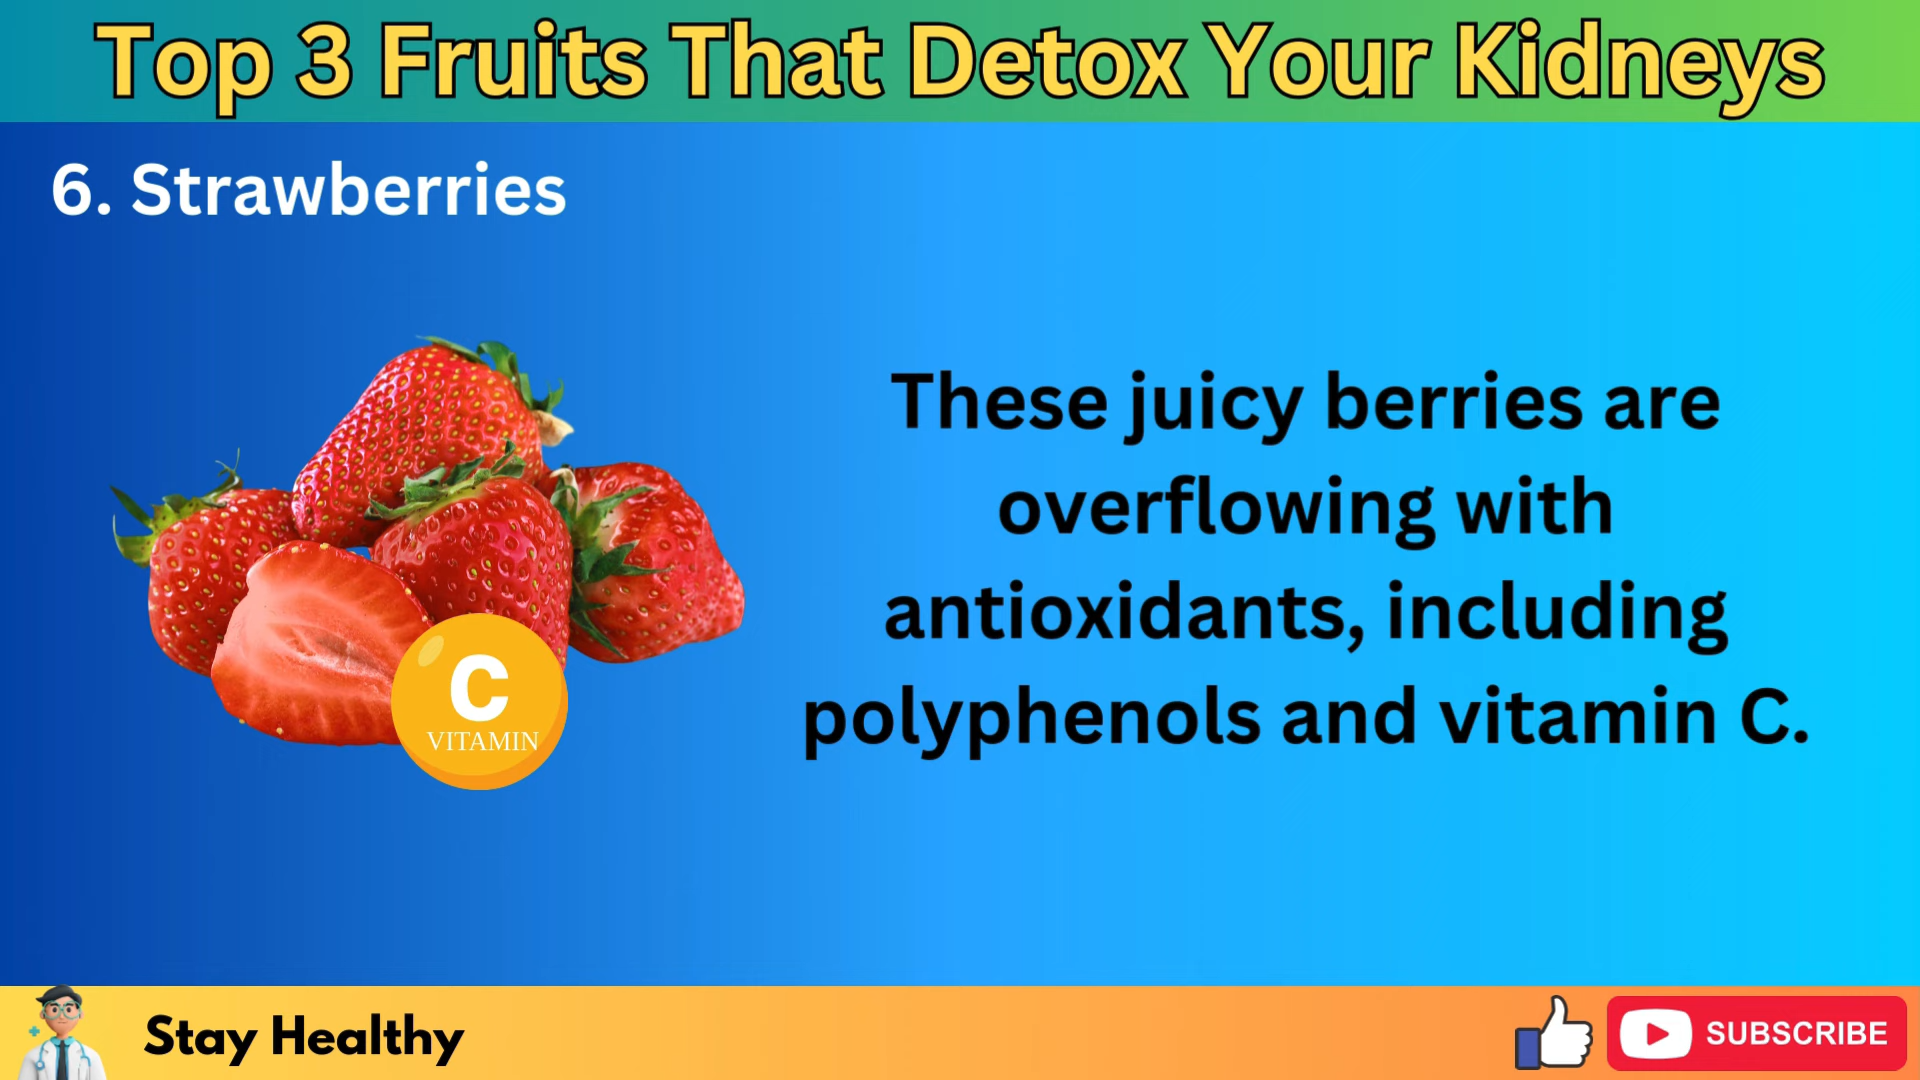 Top 3 Fruits That Detox Your Kidneys
6. Strawberries
These juicy berries are
overflowing with
antioxidants, including
polyphenols and vitamin C.
C
VITAMIN
Stay Healthy
SUBSCRIBE